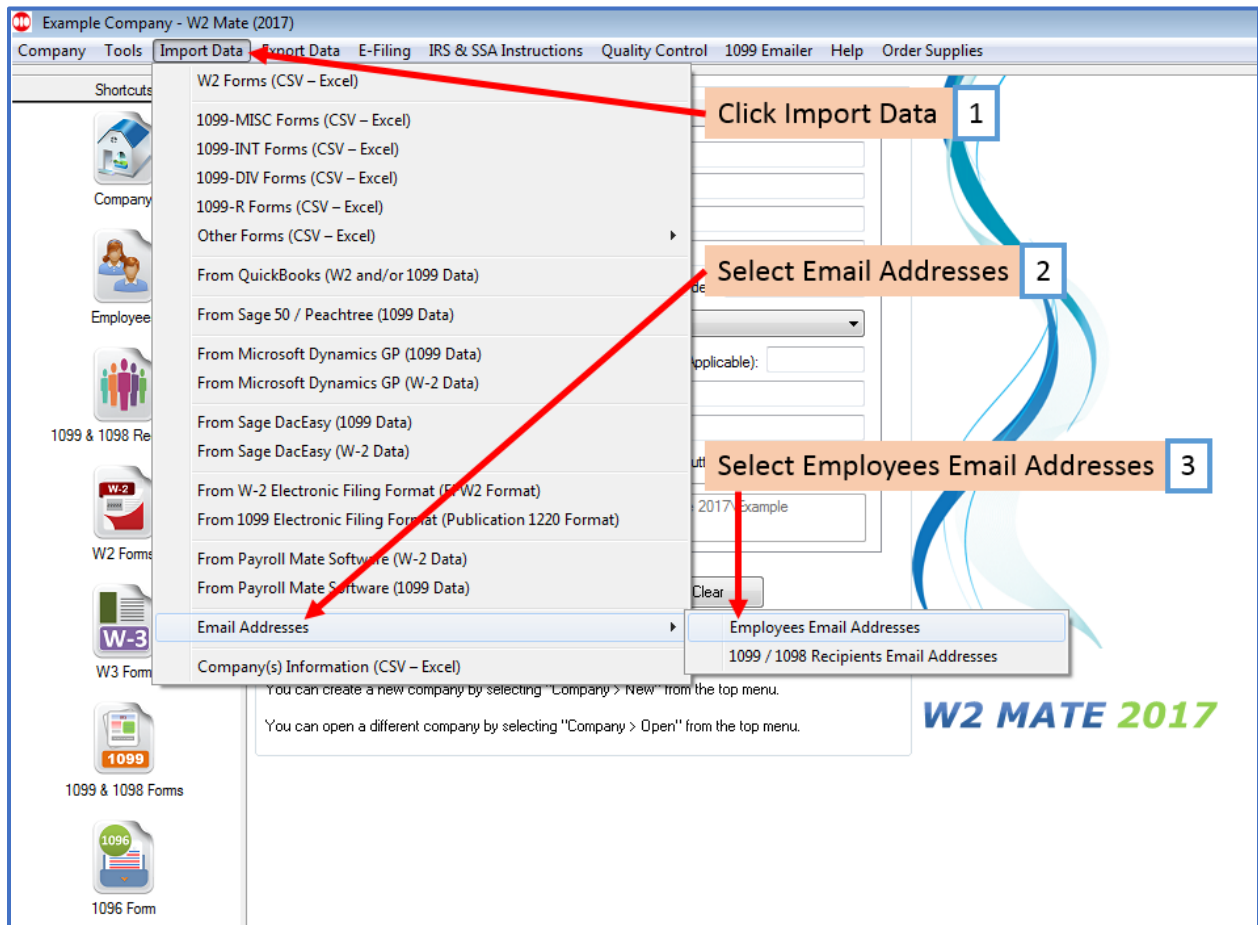 Example Company - W2 Mate (2017)
Company Tools Import Data Export Data E-Filing IRS & SSA Instructions Quality Control 1099 Emailer Help Order Supplies
Shortcuts
Company
Employee
1099 & 1098 Re
W-2
W2 Forms
W-3
W3 Form
1099
1099 & 1098 Forms
1096
1096 Form
W2 Forms (CSV – Excel)
1099-MISC Forms (CSV – Excel)
1099-INT Forms (CSV – Excel)
1099-DIV Forms (CSV – Excel)
1099-R Forms (CSV – Excel)
Other Forms (CSV – Excel)
From QuickBooks (W2 and/or 1099 Data)
From Sage 50 / Peachtree (1099 Data)
From Microsoft Dynamics GP (1099 Data)
From Microsoft Dynamics GP (W-2 Data)
From Sage DacEasy (1099 Data)
From Sage DacEasy (W-2 Data)
From W-2 Electronic Filing Format (EFW2 Format)
From 1099 Electronic Filing Format (Publication 1220 Format)
From Payroll Mate Software (W-2 Data)
From Payroll Mate Software (1099 Data)
Email Addresses
Company(s) Information (CSV – Excel)
Employees Email Addresses
1099 / 1098 Recipients Email Addresses
Click Import Data 1
Select Email Addresses 2
Applicable):
Select Employees Email Addresses 3
2017\Example
Clear
You can create a new company by selecting "Company > New" from the top menu.
You can open a different company by selecting "Company > Open" from the top menu.
W2 MATE 2017